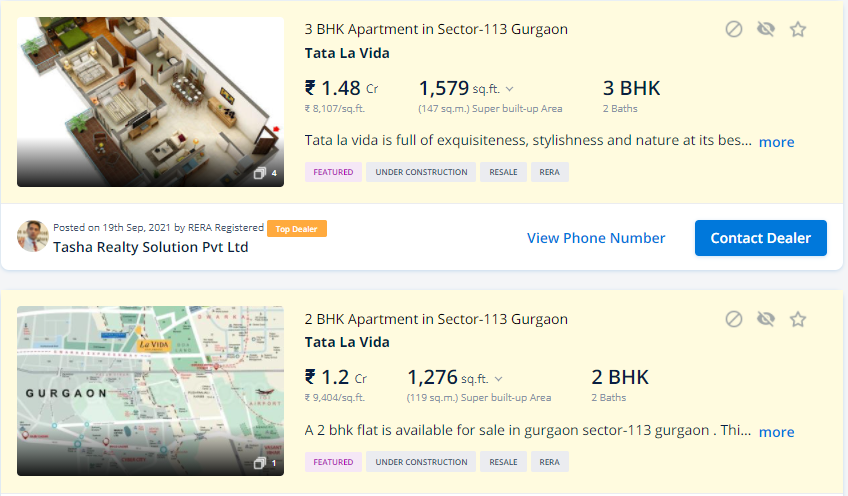 3 BHK Apartment in Sector-113 Gurgaon
Tata La Vida
₹ 1.48 Cr 1,579 sq.ft. 3 BHK
₹ 8,107/sq.ft. (147 sq.m.) Super built-up Area 2 Baths
Tata la vida is full of exquisiteness, stylishness and nature at its bes... more
4
FEATURED UNDER CONSTRUCTION RESALE RERA
Posted on 19th Sep, 2021 by RERA Registered Top Dealer
Tasha Realty Solution Pvt Ltd
View Phone Number Contact Dealer
2 BHK Apartment in Sector-113 Gurgaon
Tata La Vida
La VIDA
₹ 1.2 Cr 1,276 sq.ft. 2 BHK
₹ 9,404/sq.ft. (119 sq.m.) Super built-up Area 2 Baths
GURGAON
AIRPORT
A 2 bhk flat is available for sale in gurgaon sector-113 gurgaon . Thi... more
1
FEATURED UNDER CONSTRUCTION RESALE RERA